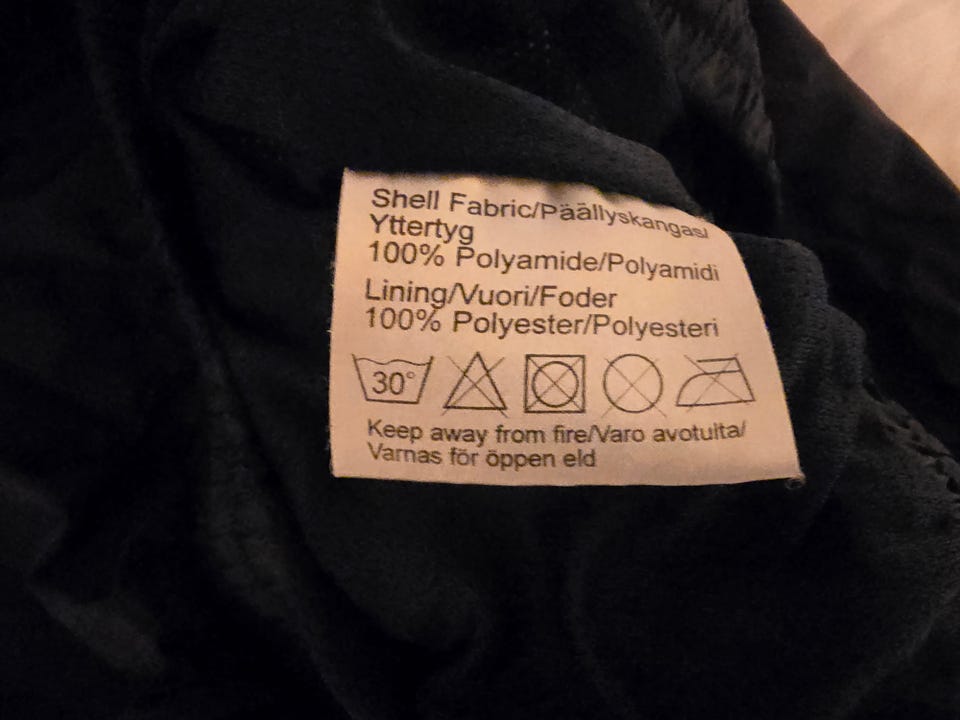 Shell Fabric/Päällyskangas/
Yttertyg
100% Polyamide/Polyamidi
Lining/Vuori/Foder
100% Polyester/Polyesteri
30°
Keep away from fire/Varo avotulta/
Varnas för öppen eld